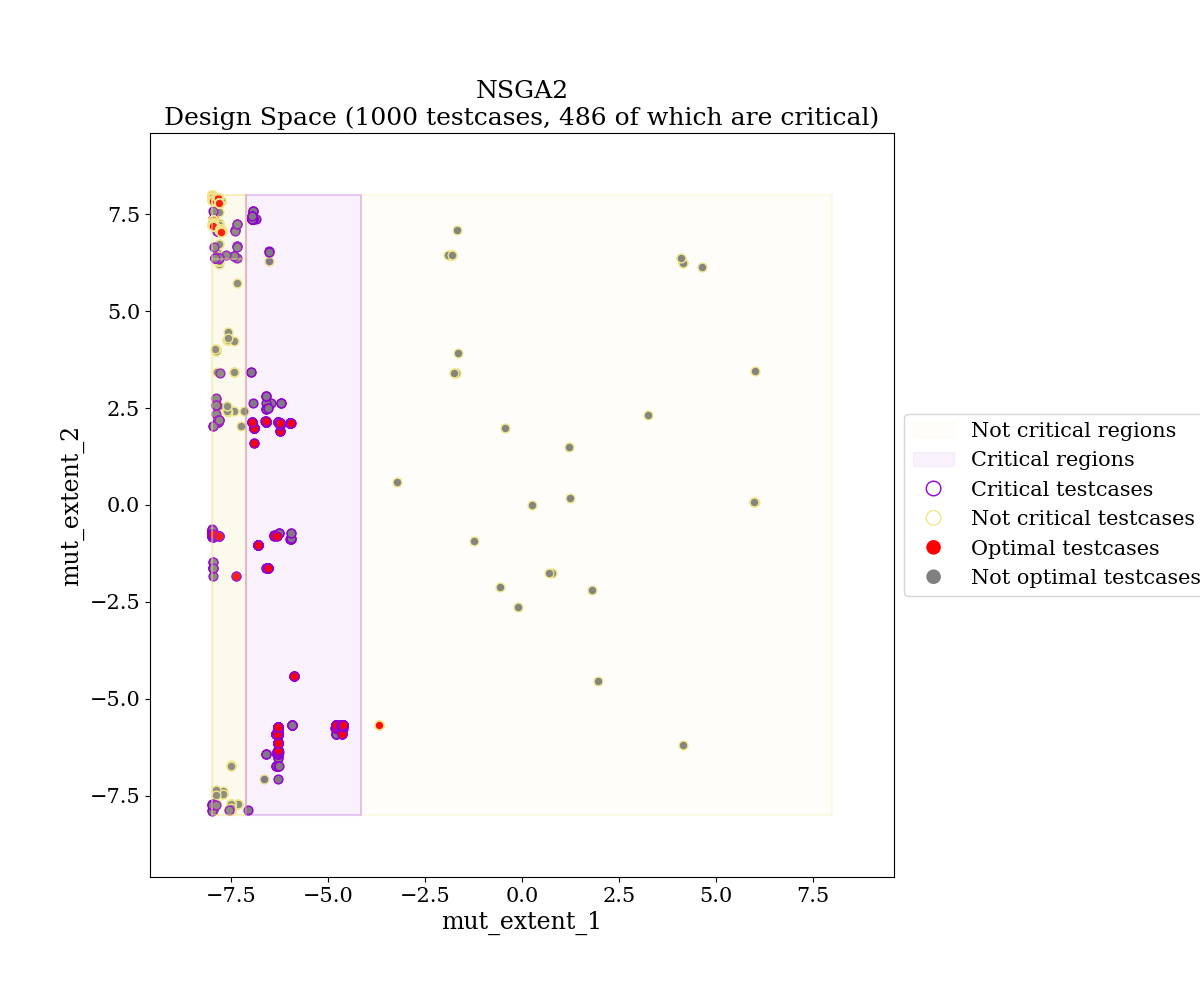 NSGA2
Design Space (1000 testcases, 486 of which are critical)
mut_extent_2
7.5
5.0
2.5
0.0
−2.5
−5.0
−7.5
−7.5 −5.0 −2.5 0.0 2.5 5.0 7.5
mut_extent_1
Not critical regions
Critical regions
Critical testcases
Not critical testcases
Optimal testcases
Not optimal testcases